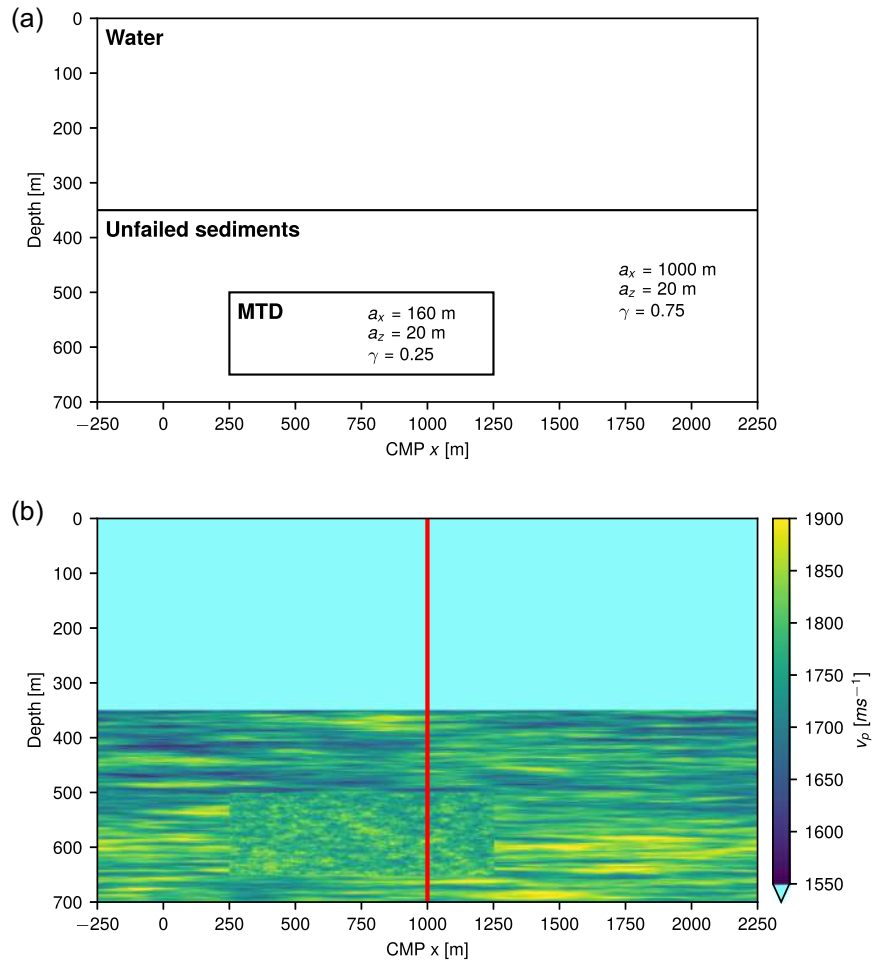 (a)
0
Water
100
200
300
Depth [m]
400
Unfailed sediments
500
600
700
MTD
aₓ = 160 m
a_z = 20 m
γ = 0.25
aₓ = 1000 m
a_z = 20 m
γ = 0.75
−250 0 250 500 750 1000 1250 1500 1750 2000 2250
CMP x [m]
(b)
0
100
200
300
400
500
600
700
Depth [m]
−250 0 250 500 750 1000 1250 1500 1750 2000 2250
CMP x [m]
1900
1850
1800
1750
1700
1650
1600
1550
vₚ [ms⁻¹]